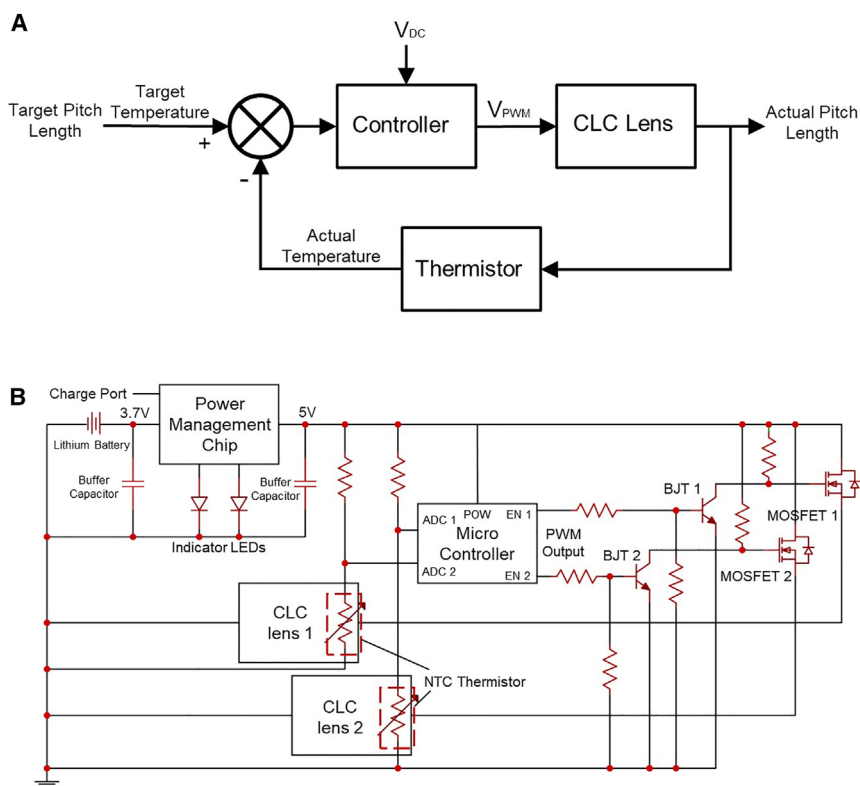 A
V_DC
Target Pitch
Length
Target
Temperature
+
-
Controller
V_PWM
CLC Lens
Actual Pitch
Length
Actual
Temperature
Thermistor
B
Charge Port
3.7V
Power
Management
Chip
5V
Lithium Battery
Buffer
Capacitor
Buffer
Capacitor
Indicator LEDs
ADC 1
ADC 2
POW
Micro
Controller
EN 1
EN 2
PWM
Output
BJT 1
BJT 2
MOSFET 1
MOSFET 2
CLC
lens 1
NTC Thermistor
CLC
lens 2